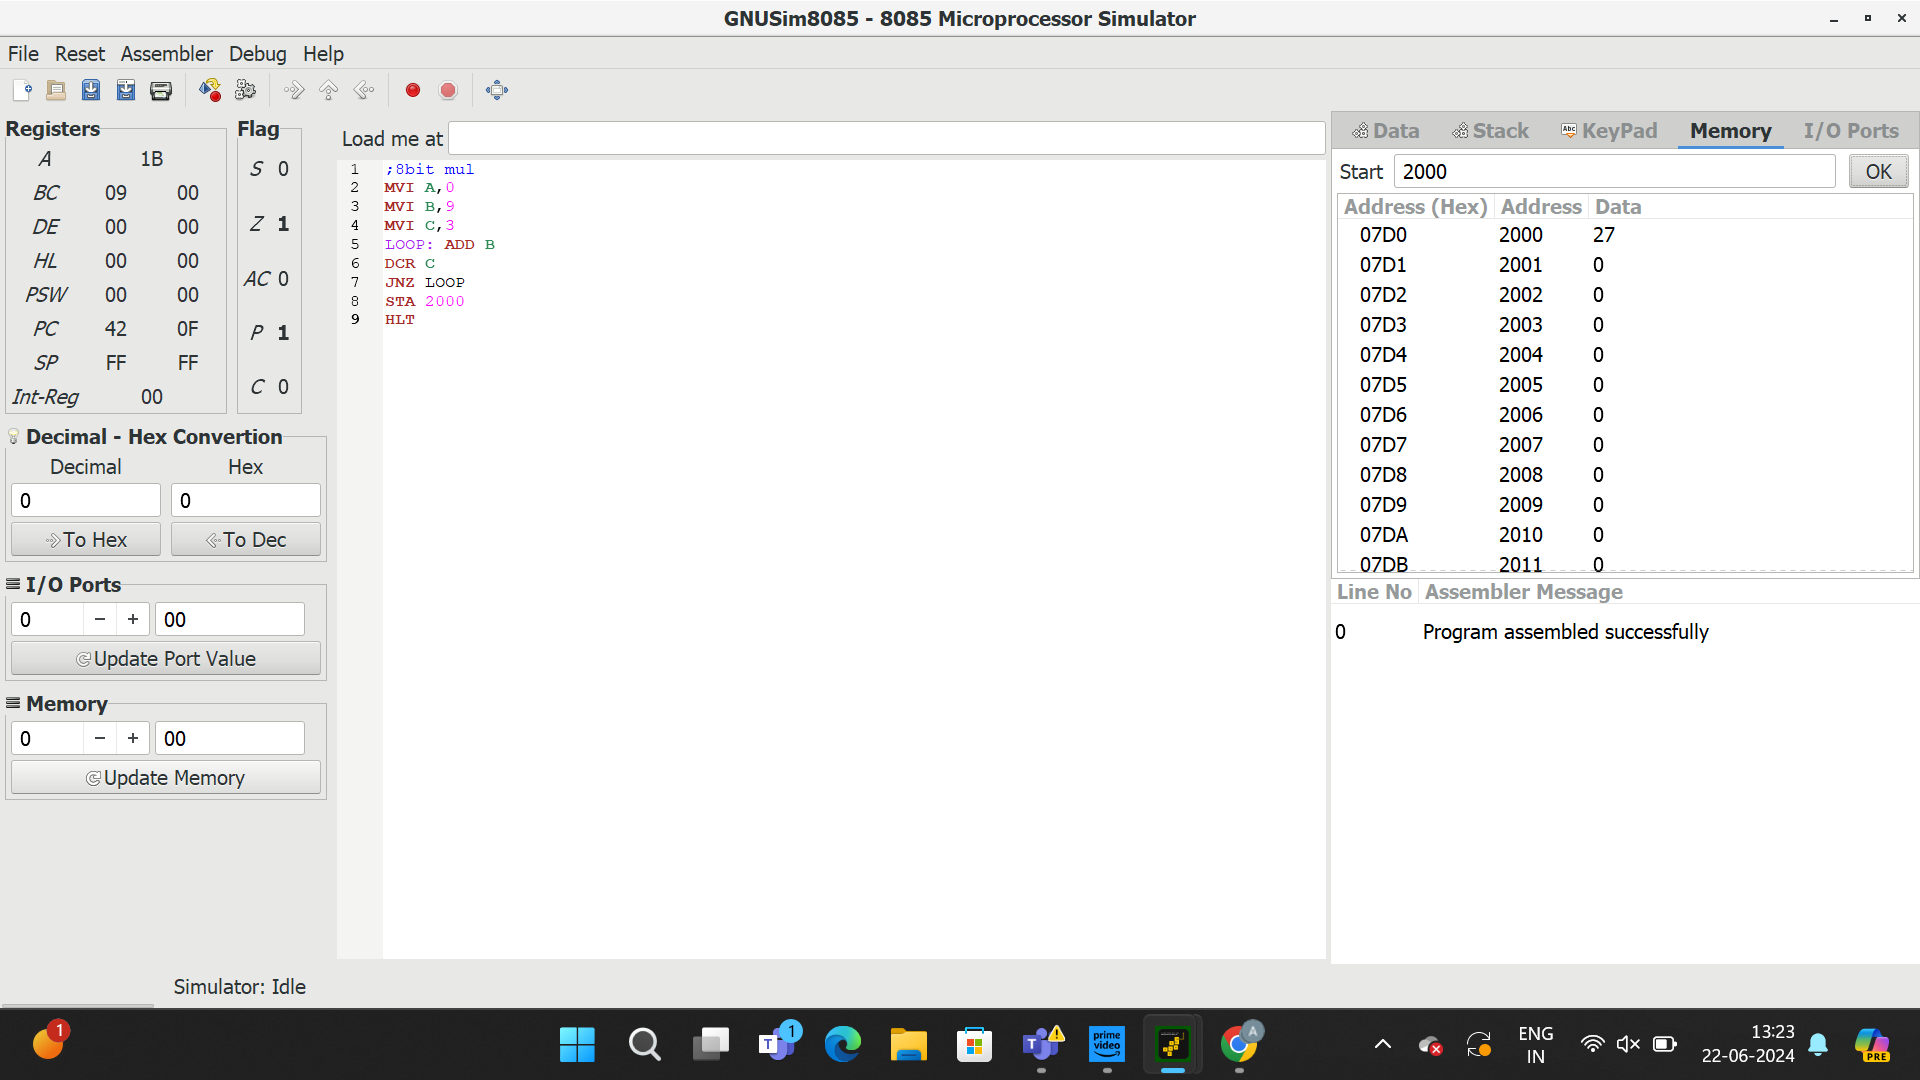 GNUSim8085 - 8085 Microprocessor Simulator
File Reset Assembler Debug Help
Registers
A 1B
BC 09 00
DE 00 00
HL 00 00
PSW 00 00
PC 42 0F
SP FF FF
Int-Reg 00
Flag
S 0
Z 1
AC 0
P 1
C 0
Decimal - Hex Convertion
Decimal Hex
0 0
To Hex To Dec
I/O Ports
0 − + 00
Update Port Value
Memory
0 − + 00
Update Memory
Load me at
1 ;8bit mul
2 MVI A,0
3 MVI B,9
4 MVI C,3
5 LOOP: ADD B
6 DCR C
7 JNZ LOOP
8 STA 2000
9 HLT
Data Stack Abc KeyPad Memory I/O Ports
Start 2000 OK
Address (Hex) Address Data
07D0 2000 27
07D1 2001 0
07D2 2002 0
07D3 2003 0
07D4 2004 0
07D5 2005 0
07D6 2006 0
07D7 2007 0
07D8 2008 0
07D9 2009 0
07DA 2010 0
07DB 2011 0
Line No Assembler Message
0 Program assembled successfully
Simulator: Idle
1
T 1
T
prime video
A
ENG
IN
13:23
22-06-2024
PRE